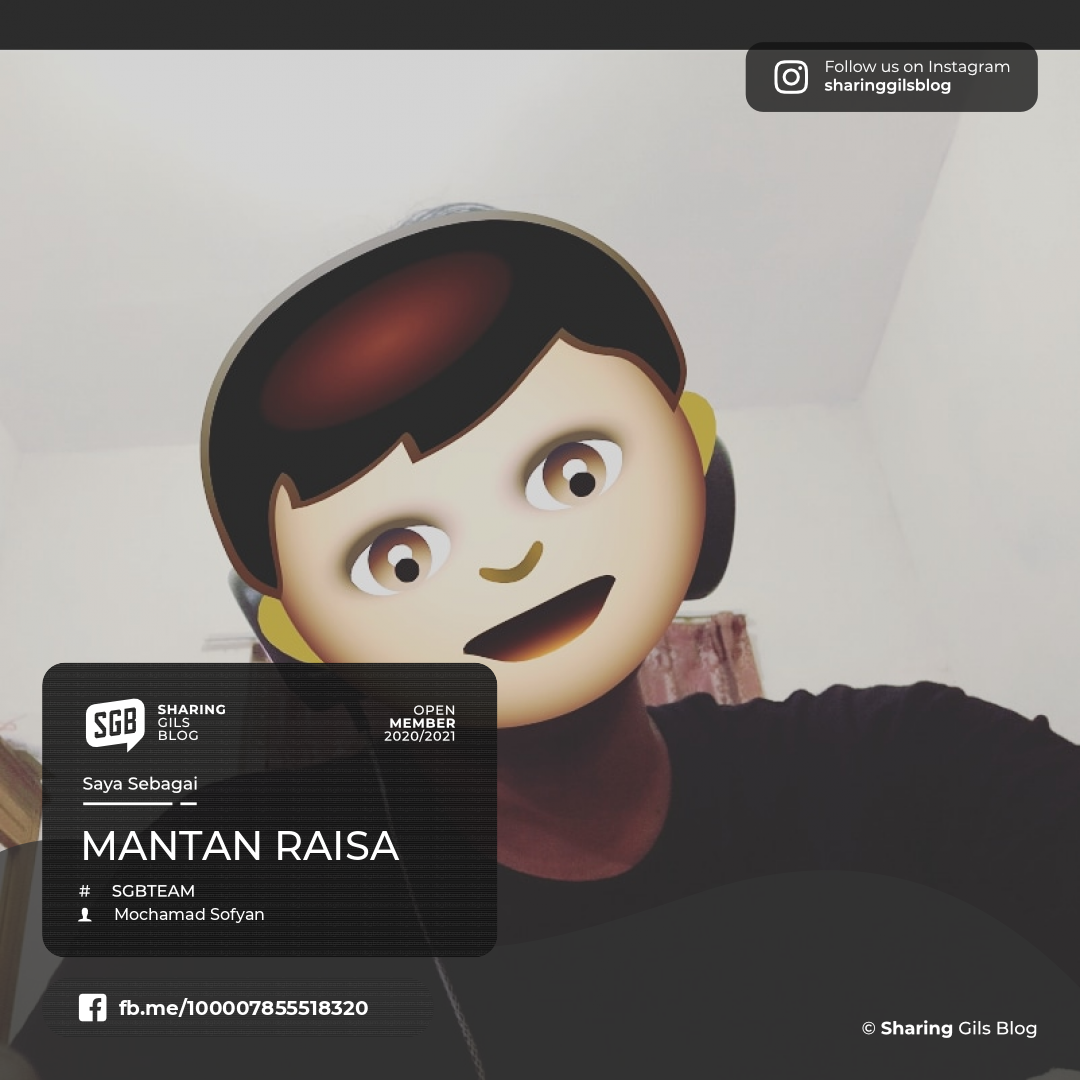 Follow us on Instagram
sharinggilsblog
SGB
SHARING
GILS
BLOG
OPEN
MEMBER
2020/2021
Saya Sebagai
MANTAN RAISA
# SGBTEAM
Mochamad Sofyan
fb.me/100007855518320
© Sharing Gils Blog